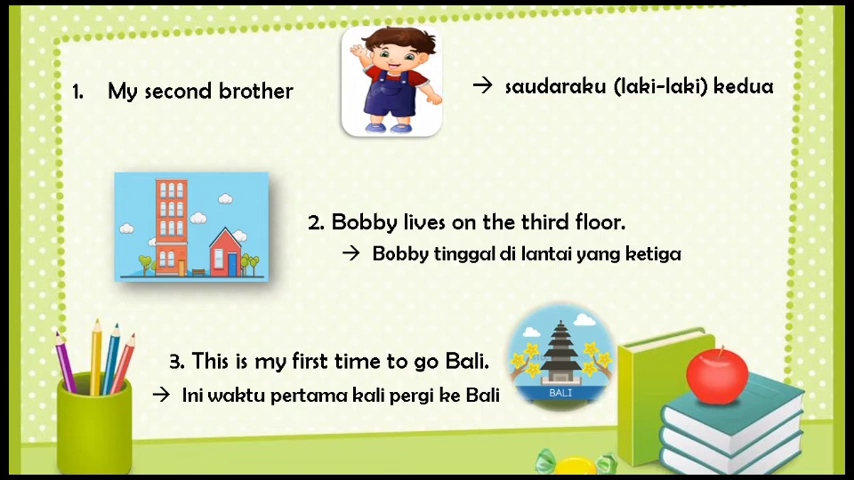 1. My second brother
→ saudaraku (laki-laki) kedua
2. Bobby lives on the third floor.
→ Bobby tinggal di lantai yang ketiga
3. This is my first time to go Bali.
→ Ini waktu pertama kali pergi ke Bali
BALI